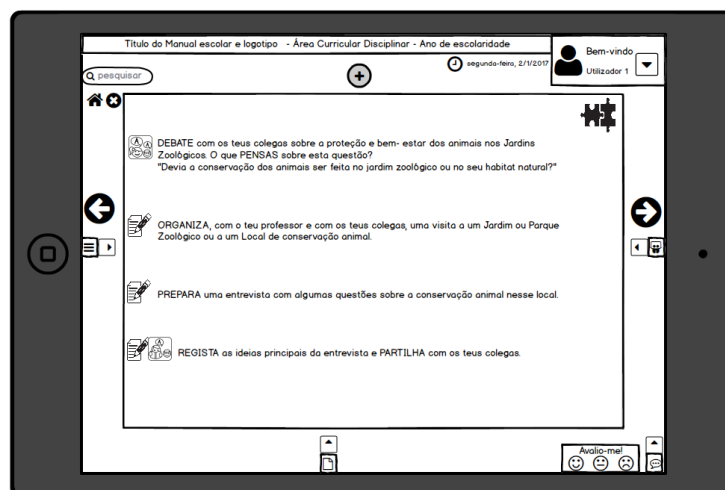 Título do Manual escolar e logotipo - Área Curricular Disciplinar - Ano de escolaridade
Bem-vindo
segunda-feira, 2/1/2017
Utilizador 1
pesquisar
DEBATE com os teus colegas sobre a proteção e bem- estar dos animais nos Jardins
Zoológicos. O que PENSAS sobre esta questão?
"Devia a conservação dos animais ser feita no jardim zoológico ou no seu habitat natural?"
ORGANIZA, com o teu professor e com os teus colegas, uma visita a um Jardim ou Parque
Zoológico ou a um Local de conservação animal.
PREPARA uma entrevista com algumas questões sobre a conservação animal nesse local.
REGISTA as ideias principais da entrevista e PARTILHA com os teus colegas.
Avalio-me!